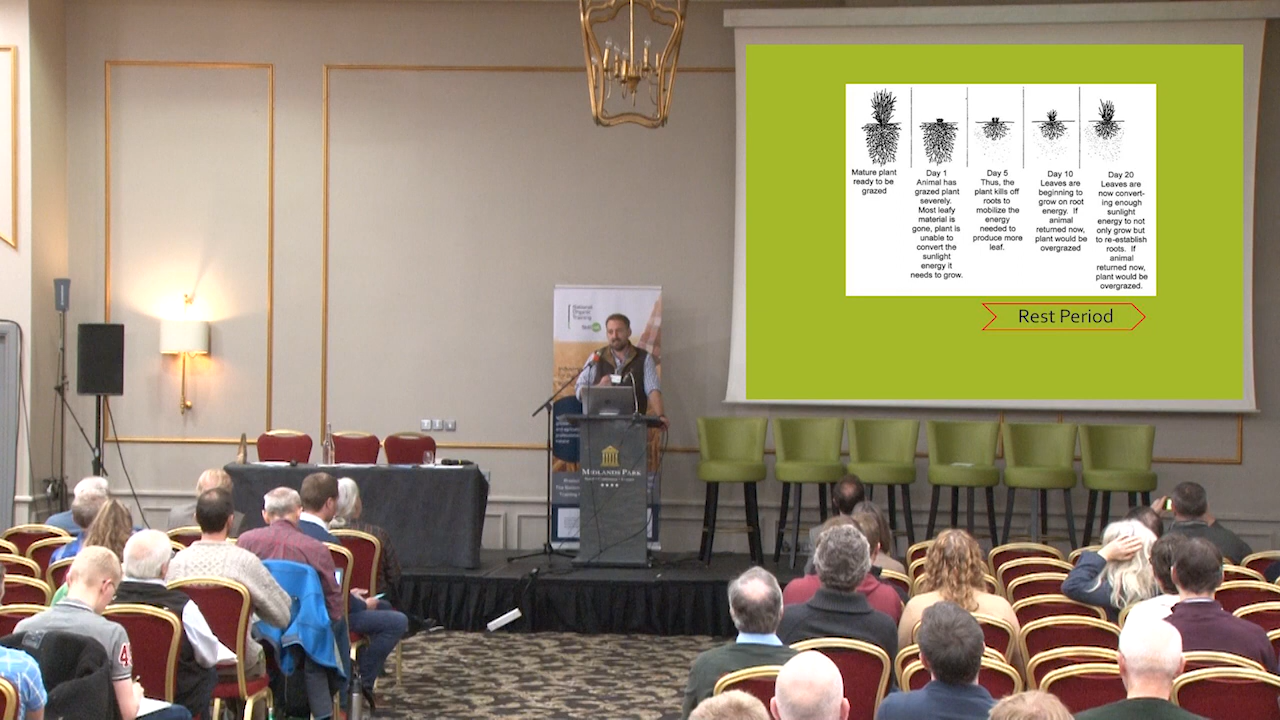 Mature plant
ready to be
grazed
Day 1
Animal has
grazed plant
severely.
Most leafy
material is
gone, plant is
unable to
convert the
sunlight
energy it
needs to grow.
Day 5
Thus, the
plant kills off
roots to
mobilize the
energy
needed to
produce more
leaf.
Day 10
Leaves are
beginning to
grow on root
energy. If
animal
returned now,
plant would be
overgrazed
Day 20
Leaves are
now convert-
ing enough
sunlight
energy to not
only grow but
to re-establish
roots. If
animal
returned now,
plant would be
overgrazed.
Rest Period
National
Organic
Training
MIDLANDS PARK